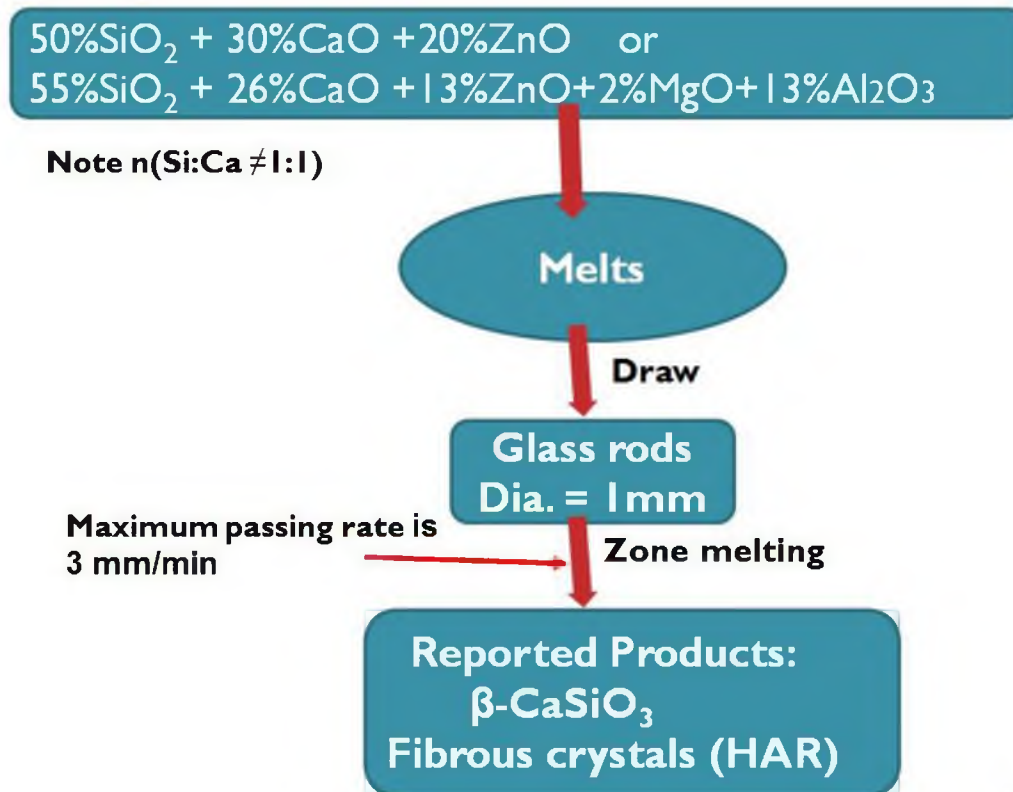 50%SiO₂ + 30%CaO +20%ZnO or
55%SiO₂ + 26%CaO +13%ZnO+2%MgO+13%Al2O3
Note n(Si:Ca ≠1:1)
Melts
Draw
Glass rods
Dia. = 1mm
Maximum passing rate is
3 mm/min
Zone melting
Reported Products:
β-CaSiO₃
Fibrous crystals (HAR)